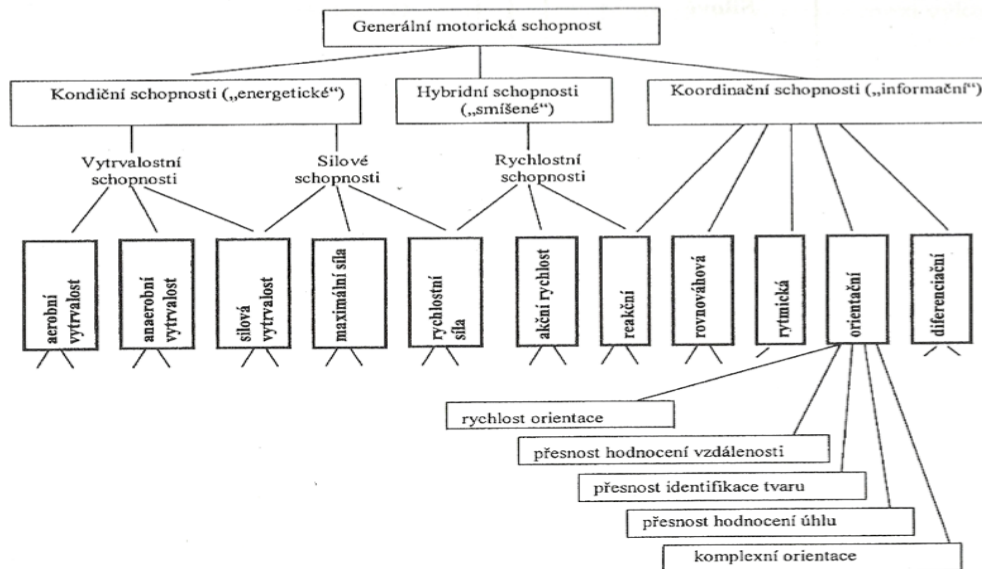 Generální motorická schopnost
Kondiční schopnosti („energetické“)
Hybridní schopnosti
(„smíšené“)
Koordinační schopnosti („informační“)
Vytrvalostní
schopnosti
Silové
schopnosti
Rychlostní
schopnosti
aerobní
vytrvalost
anaerobní
vytrvalost
silová
vytrvalost
maximální síla
rychlostní
síla
akční rychlost
reakční
rovnováhová
rytmická
orientační
diferenciační
rychlost orientace
přesnost hodnocení vzdálenosti
přesnost identifikace tvaru
přesnost hodnocení úhlu
komplexní orientace